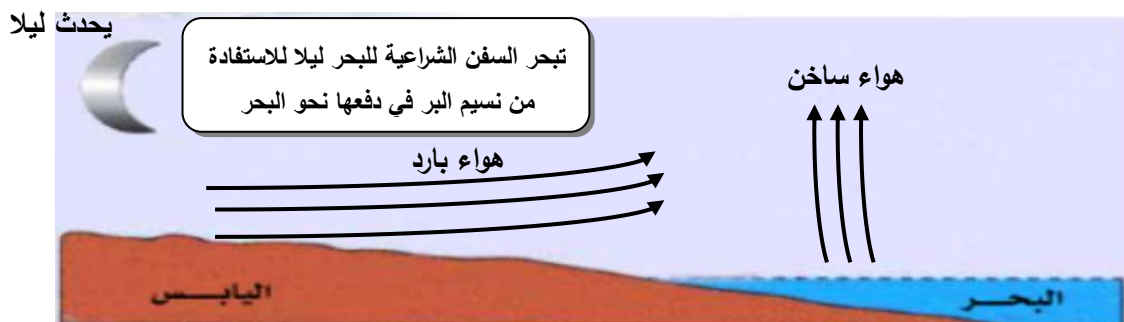 يحدث ليلا
تبحر السفن الشراعية للبحر ليلا للاستفادة
من نسيم البر في دفعها نحو البحر
هواء ساخن
هواء بارد
اليابس
البحر